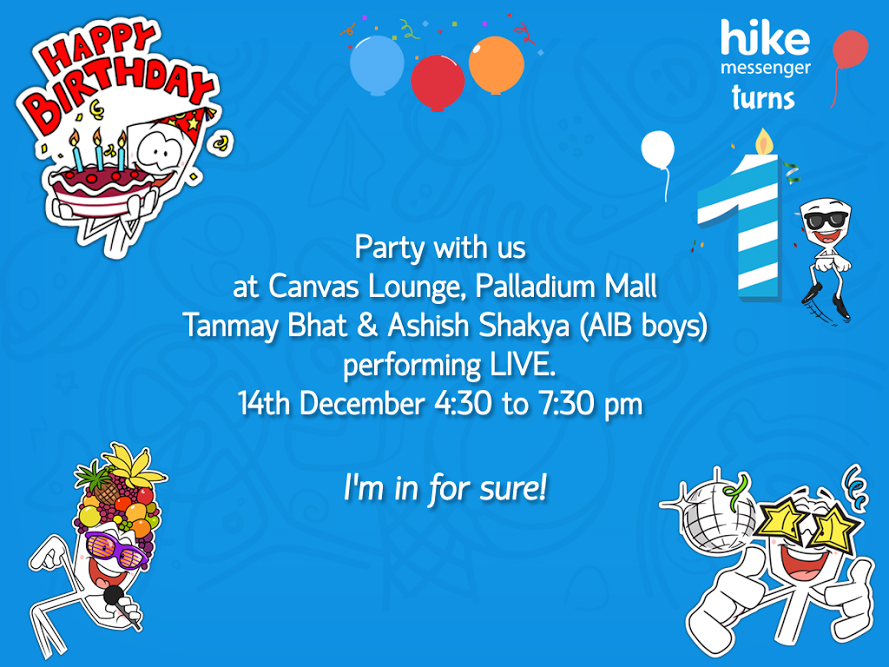 HAPPY
BIRTHDAY
hike
messenger
turns
1
Party with us
at Canvas Lounge, Palladium Mall
Tanmay Bhat & Ashish Shakya (AIB boys)
performing LIVE.
14th December 4:30 to 7:30 pm
I'm in for sure!